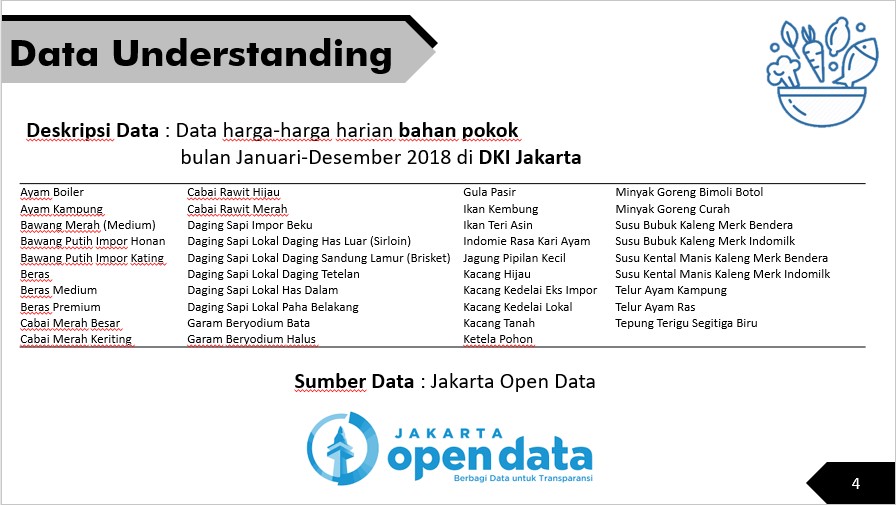 Data Understanding
Deskripsi Data : Data harga-harga harian bahan pokok
bulan Januari-Desember 2018 di DKI Jakarta
Ayam Boiler Cabai Rawit Hijau Gula Pasir Minyak Goreng Bimoli Botol
Ayam Kampung Cabai Rawit Merah Ikan Kembung Minyak Goreng Curah
Bawang Merah (Medium) Daging Sapi Impor Beku Ikan Teri Asin Susu Bubuk Kaleng Merk Bendera
Bawang Putih Impor Honan Daging Sapi Lokal Daging Has Luar (Sirloin) Indomie Rasa Kari Ayam Susu Bubuk Kaleng Merk Indomilk
Bawang Putih Impor Kating Daging Sapi Lokal Daging Sandung Lamur (Brisket) Jagung Pipilan Kecil Susu Kental Manis Kaleng Merk Bendera
Beras Daging Sapi Lokal Daging Tetelan Kacang Hijau Susu Kental Manis Kaleng Merk Indomilk
Beras Medium Daging Sapi Lokal Has Dalam Kacang Kedelai Eks Impor Telur Ayam Kampung
Beras Premium Daging Sapi Lokal Paha Belakang Kacang Kedelai Lokal Telur Ayam Ras
Cabai Merah Besar Garam Beryodium Bata Kacang Tanah Tepung Terigu Segitiga Biru
Cabai Merah Keriting Garam Beryodium Halus Ketela Pohon
Sumber Data : Jakarta Open Data
JAKARTA
open data
Berbagi Data untuk Transparansi
4